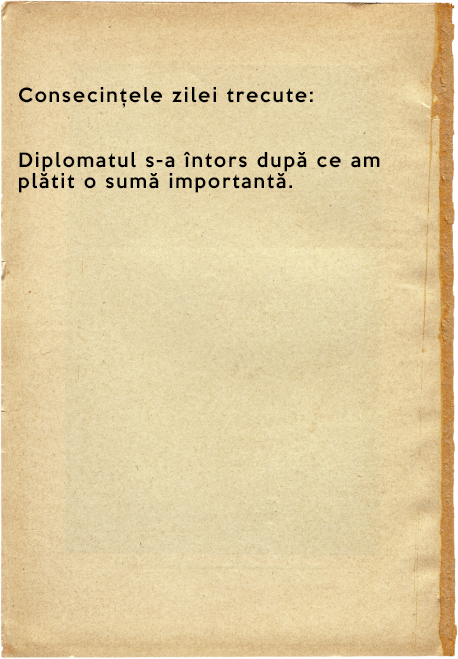 Consecințele zilei trecute:
Diplomatul s-a întors după ce am
plătit o sumă importantă.